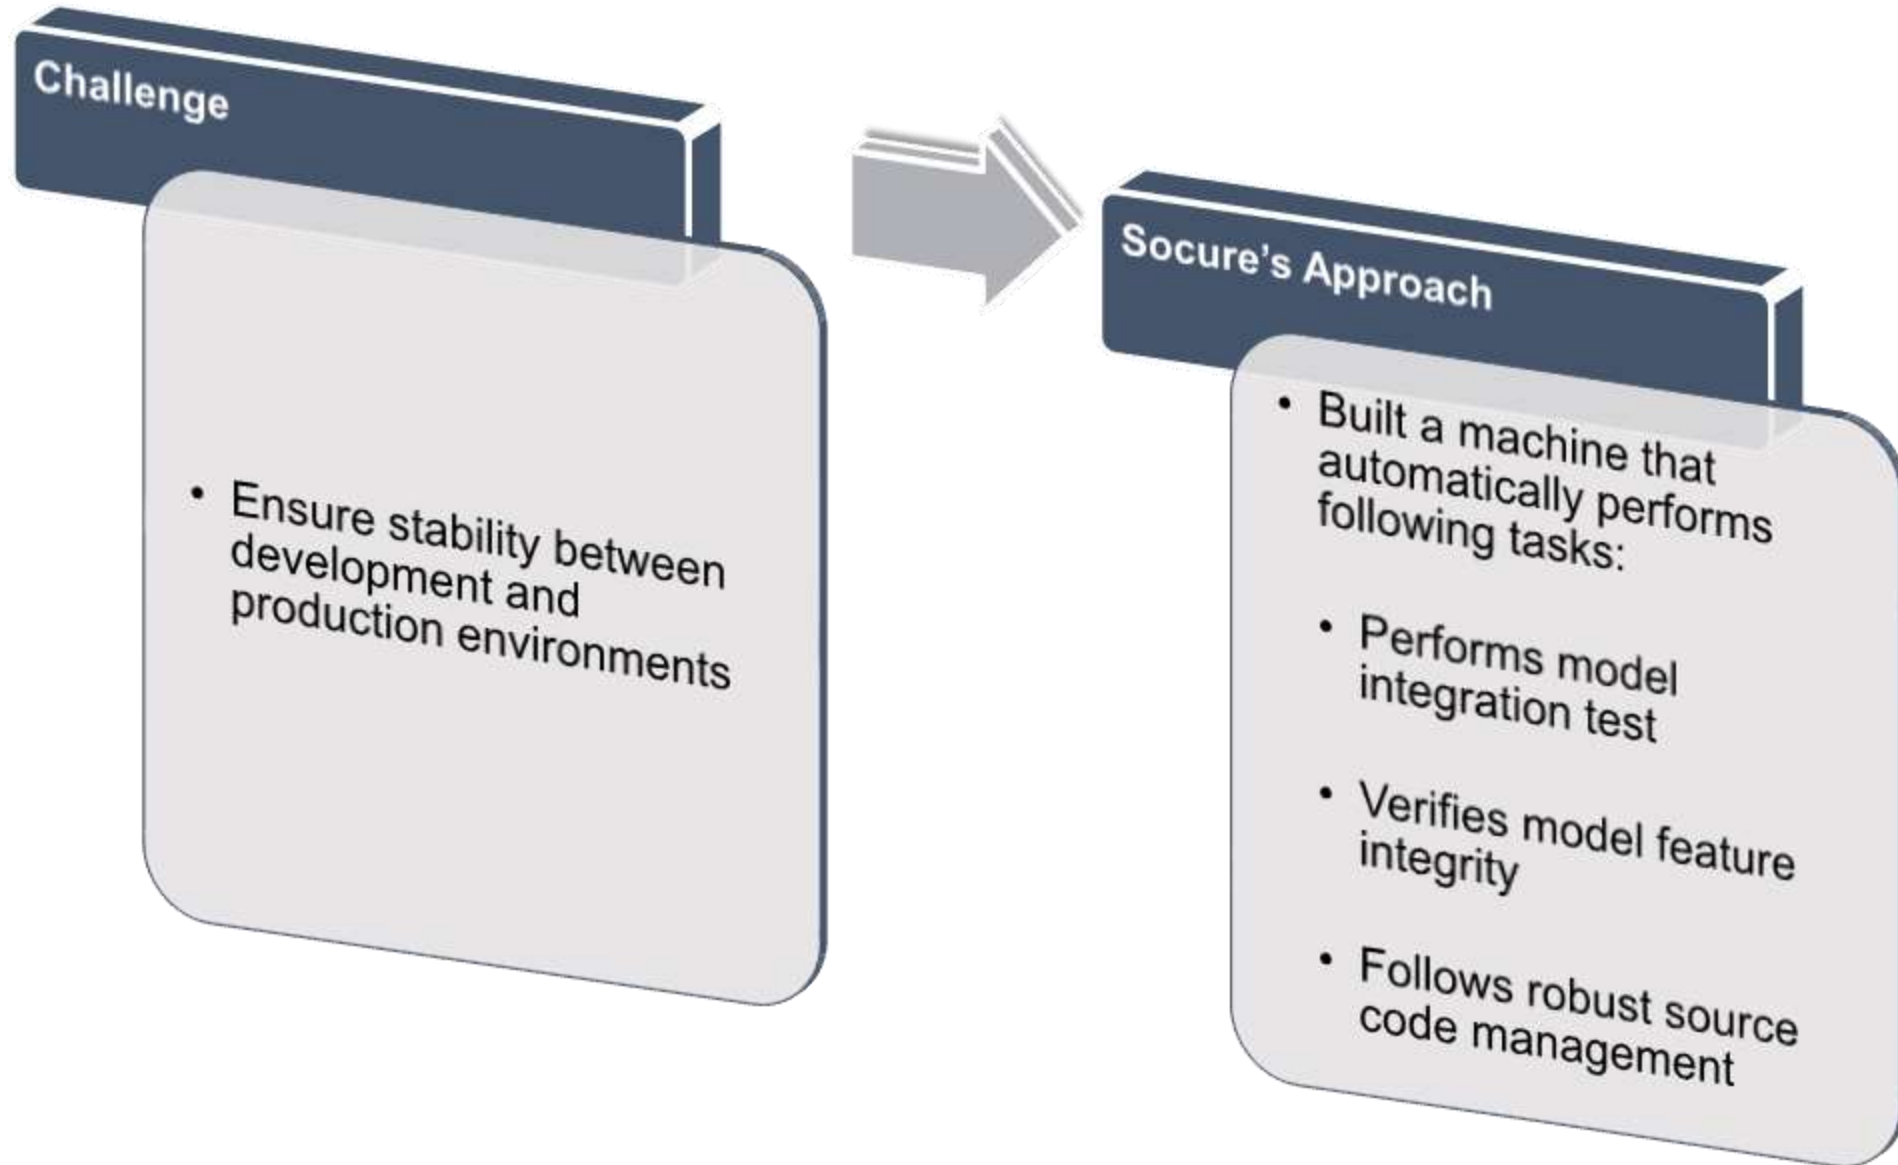 Challenge
• Ensure stability between
development and
production environments
Socure’s Approach
• Built a machine that
automatically performs
following tasks:
• Performs model
integration test
• Verifies model feature
integrity
• Follows robust source
code management